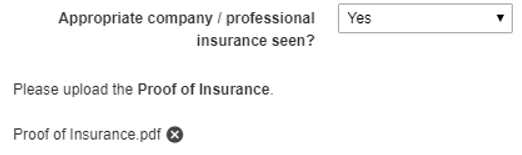 Appropriate company / professional
insurance seen?
Yes
Please upload the Proof of Insurance.
Proof of Insurance.pdf